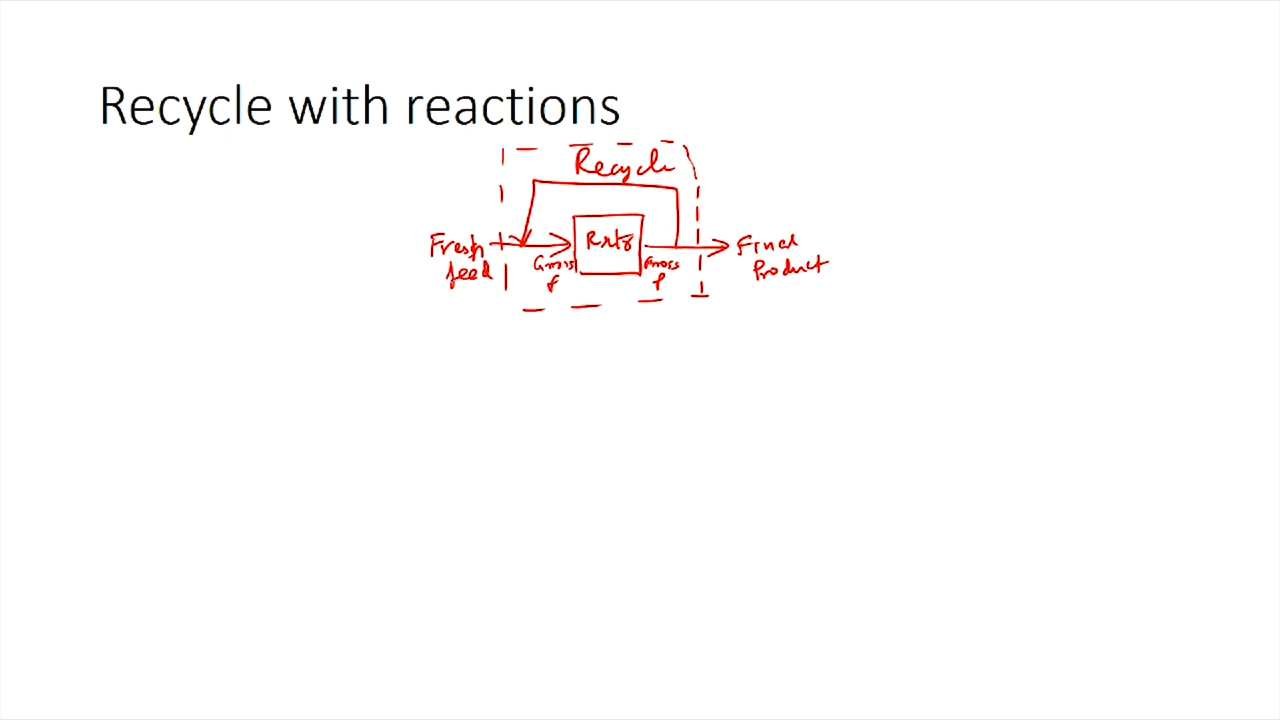 Recycle with reactions
Recycle
Fresh
feed
Gross
f
Rxtr
Gross
P
Final
Product